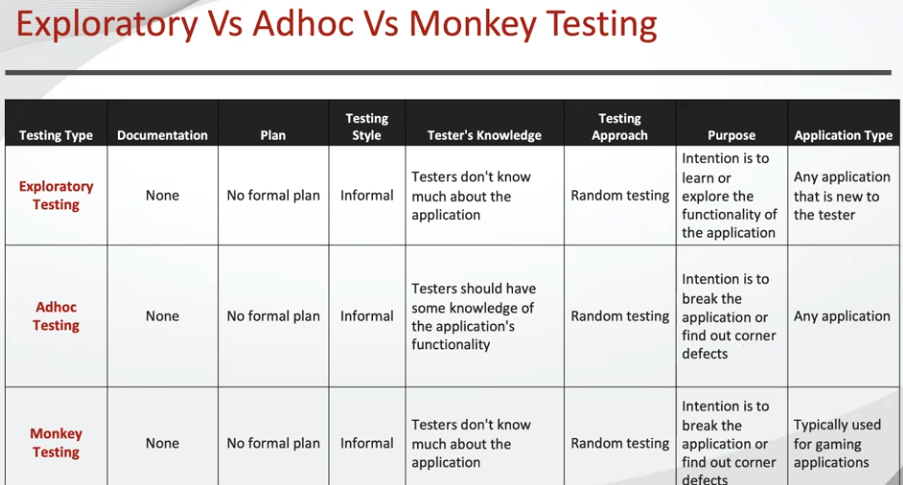 Exploratory Vs Adhoc Vs Monkey Testing
Testing Type
Documentation
Plan
Testing
Style
Tester's Knowledge
Testing
Approach
Purpose
Application Type
Exploratory
Testing
None
No formal plan
Informal
Testers don't know
much about the
application
Random testing
Intention is to
learn or
explore the
functionality of
the application
Any application
that is new to
the tester
Adhoc
Testing
None
No formal plan
Informal
Testers should have
some knowledge of
the application's
functionality
Random testing
Intention is to
break the
application or
find out corner
defects
Any application
Monkey
Testing
None
No formal plan
Informal
Testers don't know
much about the
application
Random testing
Intention is to
break the
application or
find out corner
defects
Typically used
for gaming
applications